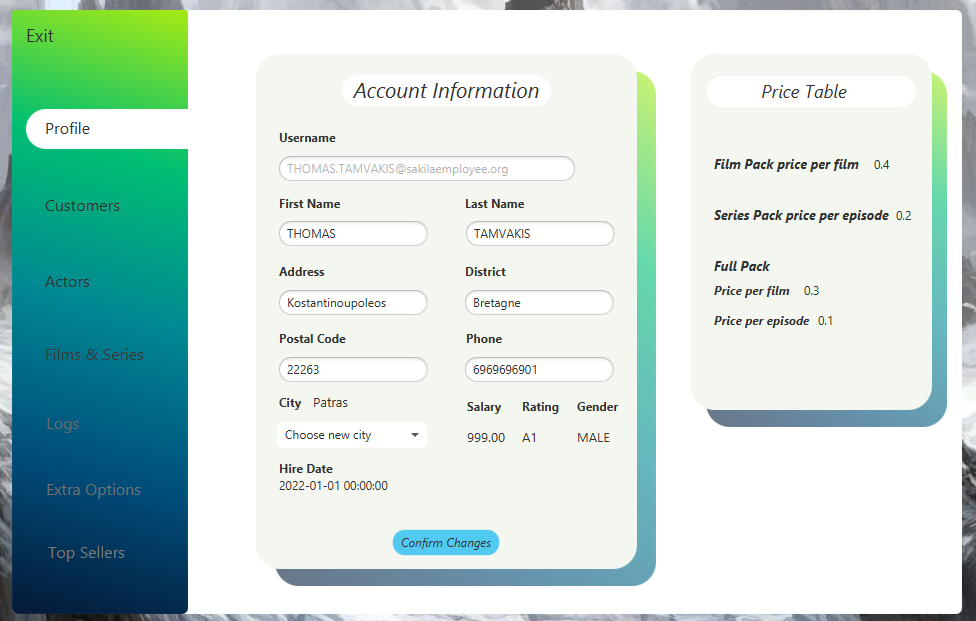 Exit
Profile
Customers
Actors
Films & Series
Logs
Extra Options
Top Sellers
Account Information
Username
THOMAS.TAMVAKIS@sakilaemployee.org
First Name Last Name
THOMAS TAMVAKIS
Address District
Kostantinoupoleos Bretagne
Postal Code Phone
22263 6969696901
City Patras
Choose new city
Salary Rating Gender
999.00 A1 MALE
Hire Date
2022-01-01 00:00:00
Confirm Changes
Price Table
Film Pack price per film 0.4
Series Pack price per episode 0.2
Full Pack
Price per film 0.3
Price per episode 0.1